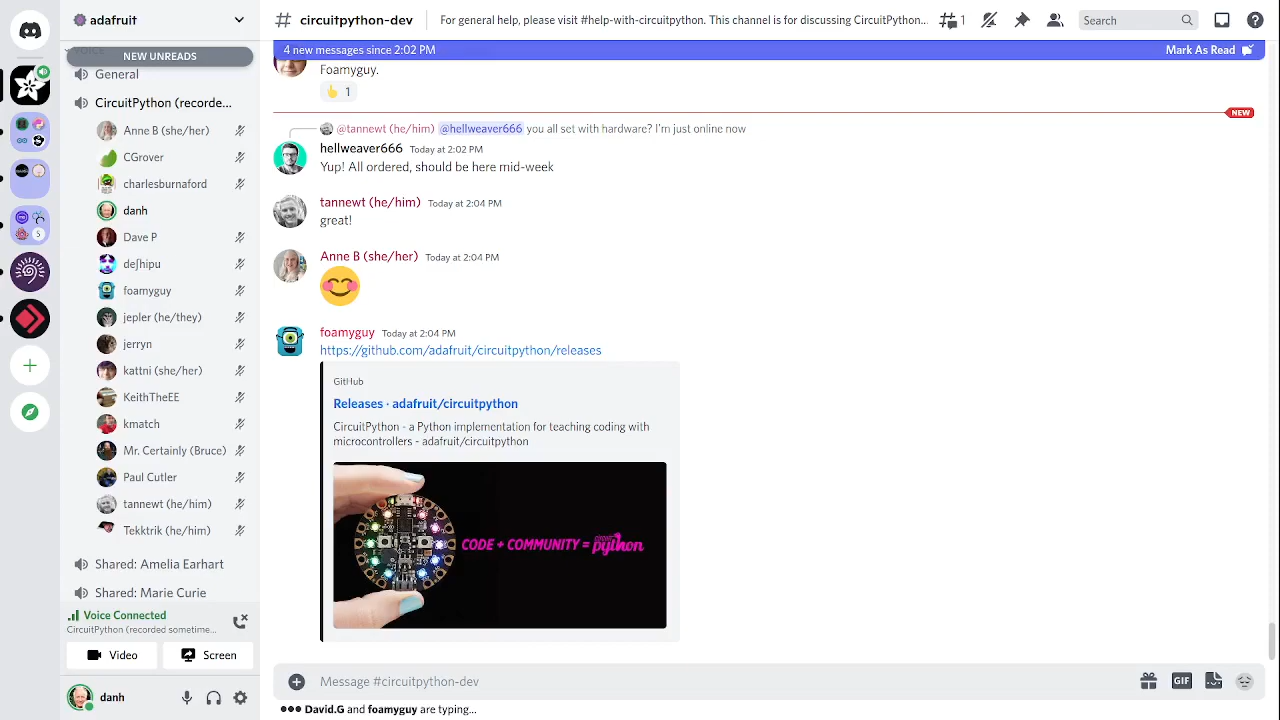 adafruit
# circuitpython-dev
For general help, please visit #help-with-circuitpython. This channel is for discussing CircuitPython...
1
Search
NEW UNREADS
General
CircuitPython (recorde...
Anne B (she/her)
CGrover
charlesburnaford
danh
Dave P
deʃhipu
foamyguy
jepler (he/they)
jerryn
kattni (she/her)
KeithTheEE
kmatch
Mr. Certainly (Bruce)
Paul Cutler
tannewt (he/him)
Tekktrik (he/him)
Shared: Amelia Earhart
Shared: Marie Curie
Voice Connected
CircuitPython (recorded sometime...
Video
Screen
danh
4 new messages since 2:02 PM
Mark As Read
Foamyguy.
1
NEW
@tannewt (he/him) @hellweaver666 you all set with hardware? I'm just online now
hellweaver666 Today at 2:02 PM
Yup! All ordered, should be here mid-week
tannewt (he/him) Today at 2:04 PM
great!
Anne B (she/her) Today at 2:04 PM
foamyguy Today at 2:04 PM
https://github.com/adafruit/circuitpython/releases
GitHub
Releases · adafruit/circuitpython
CircuitPython - a Python implementation for teaching coding with
microcontrollers - adafruit/circuitpython
CODE + COMMUNITY = circuit python
Message #circuitpython-dev
GIF
David.G and foamyguy are typing...